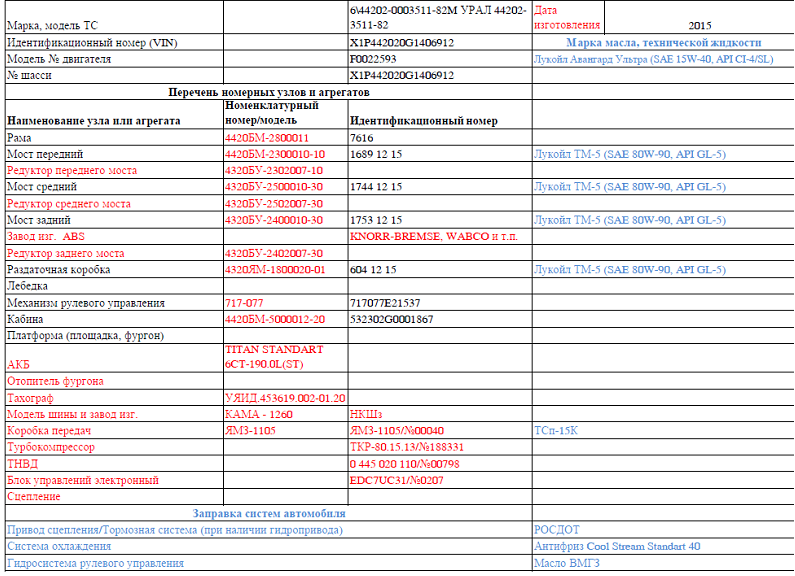 Марка, модель ТС 6\44202-0003511-82М УРАЛ 44202-3511-82 Дата изготовления 2015
Идентификационный номер (VIN) X1P442020G1406912 Марка масла, технической жидкости
Модель № двигателя F0022593 Лукойл Авангард Ультра (SAE 15W-40, API CI-4/SL)
№ шасси X1P442020G1406912
Перечень номерных узлов и агрегатов
Наименование узла или агрегата Номенклатурный номер/модель Идентификационный номер
Рама 4420БМ-2800011 7616
Мост передний 4420БМ-2300010-10 1689 12 15 Лукойл ТМ-5 (SAE 80W-90, API GL-5)
Редуктор переднего моста 4320БУ-2302007-10
Мост средний 4320БУ-2500010-30 1744 12 15 Лукойл ТМ-5 (SAE 80W-90, API GL-5)
Редуктор среднего моста 4320БУ-2502007-30
Мост задний 4320БУ-2400010-30 1753 12 15 Лукойл ТМ-5 (SAE 80W-90, API GL-5)
Завод изг. ABS KNORR-BREMSE, WABCO и т.п.
Редуктор заднего моста 4320БУ-2402007-30
Раздаточная коробка 4320ЯМ-1800020-01 604 12 15 Лукойл ТМ-5 (SAE 80W-90, API GL-5)
Лебедка
Механизм рулевого управления 717-077 717077E21537
Кабина 4420БМ-5000012-20 532302G0001867
Платформа (площадка, фургон)
АКБ TITAN STANDART 6CT-190.0L(ST)
Отопитель фургона
Тахограф УЯИД.453619.002-01.20
Модель шины и завод изг. КАМА - 1260 НКШз
Коробка передач ЯМЗ-1105 ЯМЗ-1105/№00040 ТСп-15К
Турбокомпрессор ТКР-80.15.13/№188331
ТНВД 0 445 020 110/№00798
Блок управлений электронный EDC7UC31/№0207
Сцепление
Заправка систем автомобиля
Привод сцепления/Тормозная система (при наличии гидропривода) РОСДОТ
Система охлаждения Антифриз Cool Stream Standart 40
Гидросистема рулевого управления Масло ВМГЗ